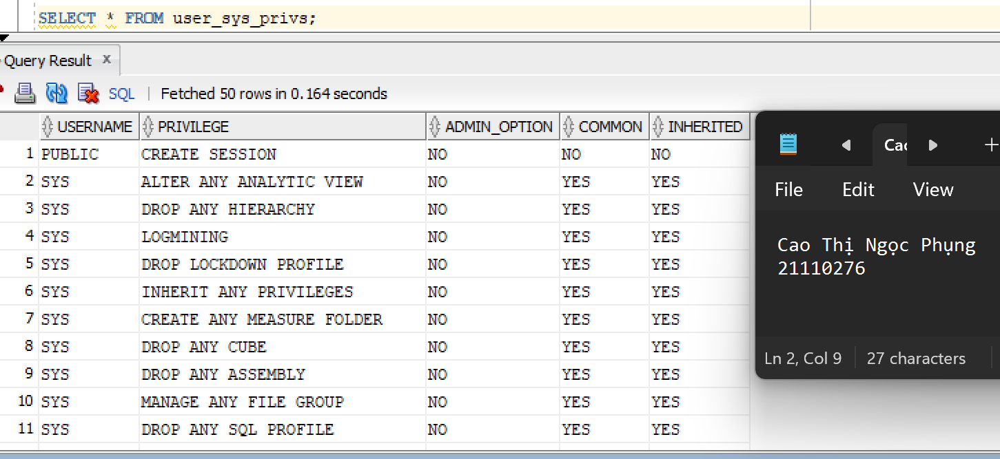 SELECT * FROM user_sys_privs;
Query Result x
SQL | Fetched 50 rows in 0.164 seconds
USERNAME PRIVILEGE ADMIN_OPTION COMMON INHERITED
1 PUBLIC CREATE SESSION NO NO NO
2 SYS ALTER ANY ANALYTIC VIEW NO YES YES
3 SYS DROP ANY HIERARCHY NO YES YES
4 SYS LOGMINING NO YES YES
5 SYS DROP LOCKDOWN PROFILE NO YES YES
6 SYS INHERIT ANY PRIVILEGES NO YES YES
7 SYS CREATE ANY MEASURE FOLDER NO YES YES
8 SYS DROP ANY CUBE NO YES YES
9 SYS DROP ANY ASSEMBLY NO YES YES
10 SYS MANAGE ANY FILE GROUP NO YES YES
11 SYS DROP ANY SQL PROFILE NO YES YES
Cao
File Edit View
Cao Thị Ngọc Phụng
21110276
Ln 2, Col 9 27 characters